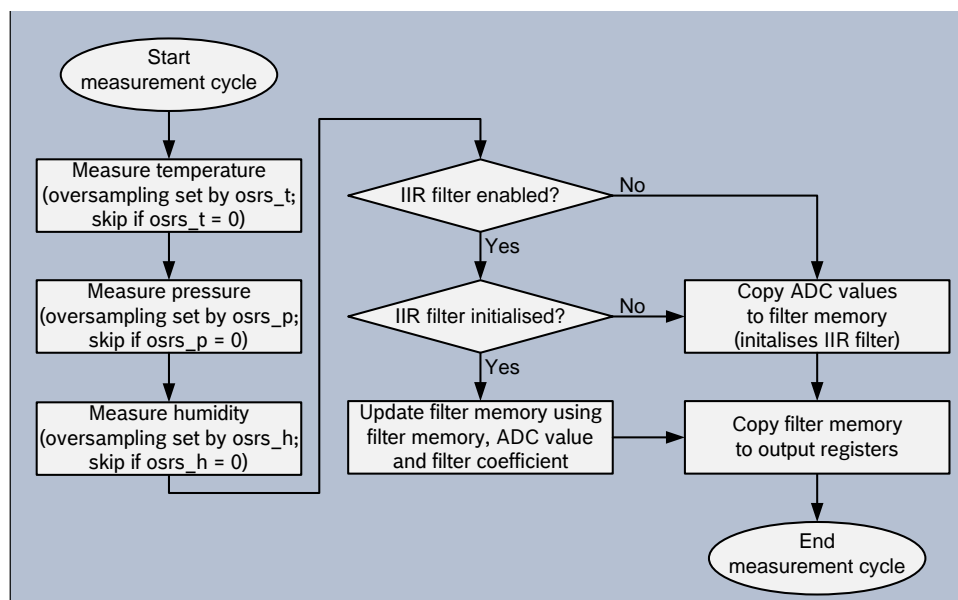 Start
measurement cycle
Measure temperature
(oversampling set by osrs_t;
skip if osrs_t = 0)
Measure pressure
(oversampling set by osrs_p;
skip if osrs_p = 0)
Measure humidity
(oversampling set by osrs_h;
skip if osrs_h = 0)
IIR filter enabled?
No
Yes
IIR filter initialised?
No
Yes
Update filter memory using
filter memory, ADC value
and filter coefficient
Copy ADC values
to filter memory
(initalises IIR filter)
Copy filter memory
to output registers
End
measurement cycle